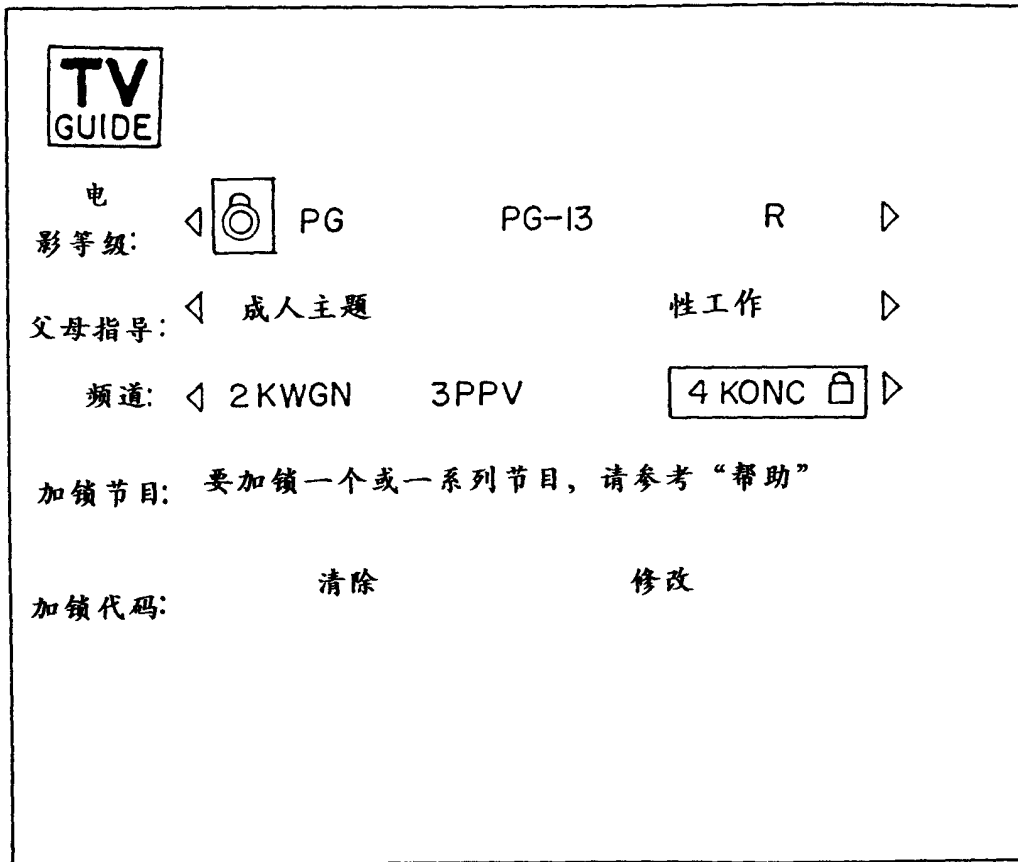 TV
GUIDE
电
影等级:
PG PG-13 R
父母指导: 成人主题 性工作
频道: 2KWGN 3PPV 4 KONC
加锁节目: 要加锁一个或一系列节目，请参考“帮助”
加锁代码: 清除 修改